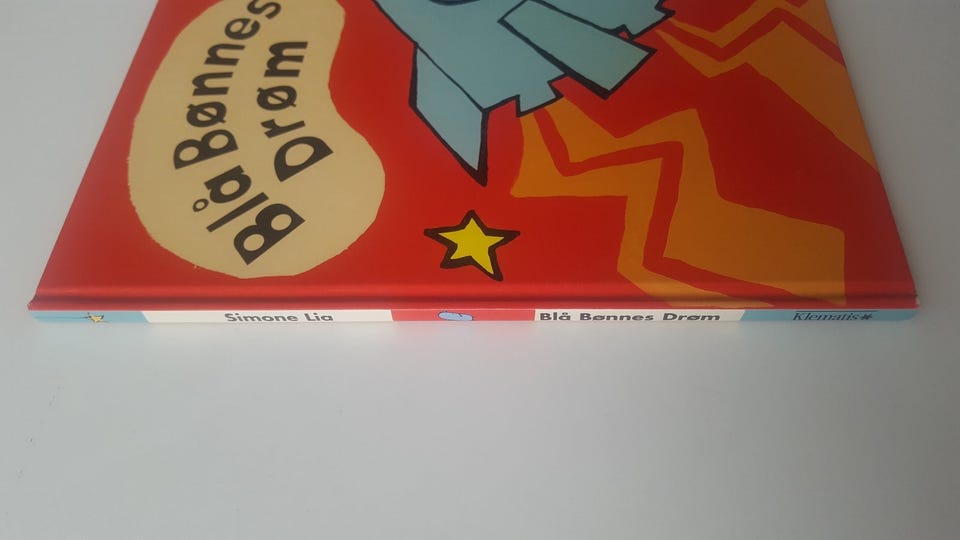 Blå Bønnes
Drøm
Simone Lia
Blå Bønnes Drøm
Klematis